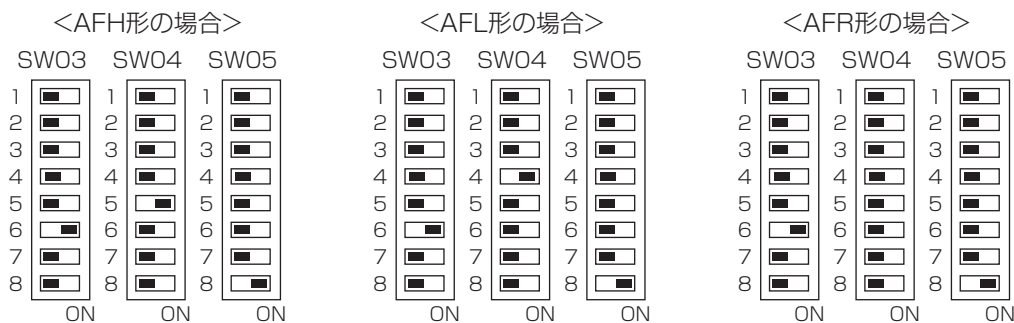 <AFH形の場合> <AFL形の場合> <AFR形の場合>
SW03 SW04 SW05 SW03 SW04 SW05 SW03 SW04 SW05
1 1 1 1 1 1 1 1 1
2 2 2 2 2 2 2 2 2
3 3 3 3 3 3 3 3 3
4 4 4 4 4 4 4 4 4
5 5 5 5 5 5 5 5 5
6 6 6 6 6 6 6 6 6
7 7 7 7 7 7 7 7 7
8 8 8 8 8 8 8 8 8
ON ON ON ON ON ON ON ON ON